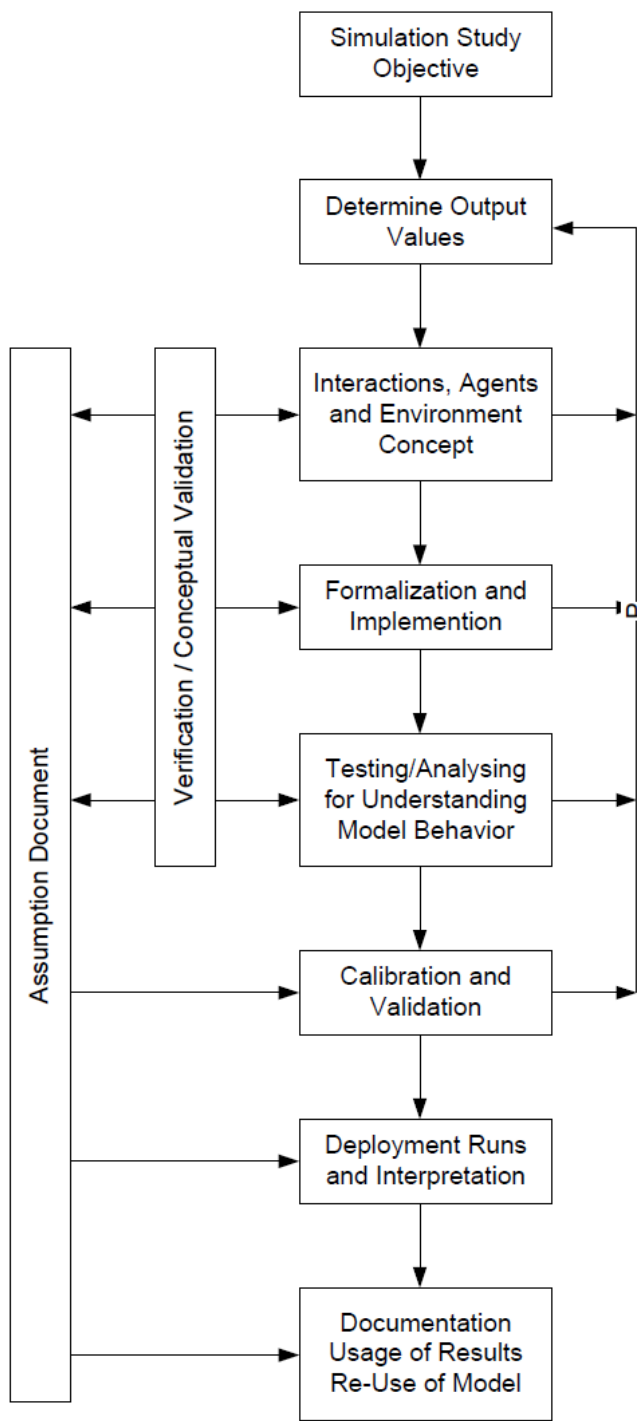 Simulation Study
Objective
Determine Output
Values
Interactions, Agents
and Environment
Concept
Formalization and
Implemention
Testing/Analysing
for Understanding
Model Behavior
Calibration and
Validation
Deployment Runs
and Interpretation
Documentation
Usage of Results
Re-Use of Model
Verification / Conceptual Validation
Assumption Document